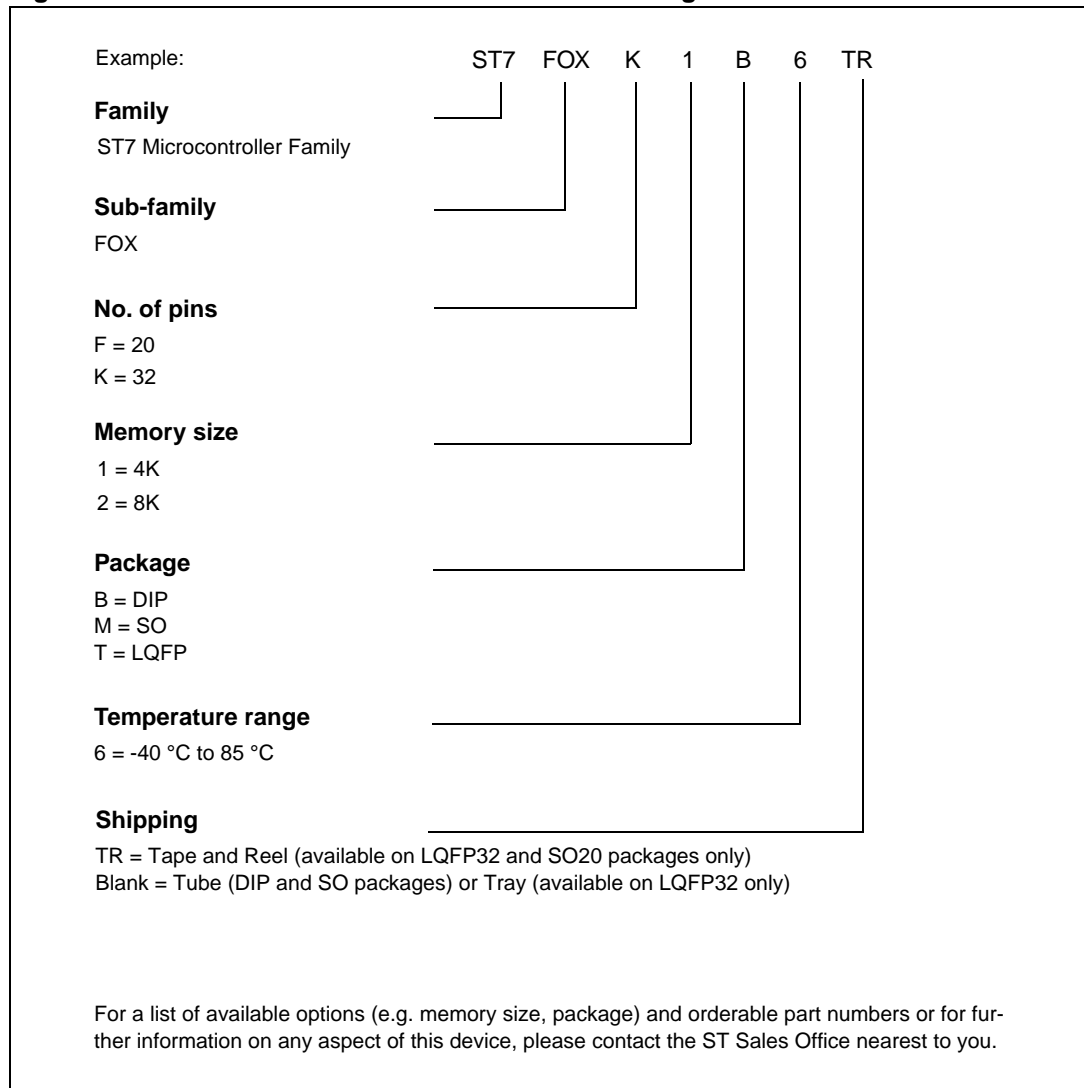 Example: ST7 FOX K 1 B 6 TR
Family
ST7 Microcontroller Family
Sub-family
FOX
No. of pins
F = 20
K = 32
Memory size
1 = 4K
2 = 8K
Package
B = DIP
M = SO
T = LQFP
Temperature range
6 = -40 °C to 85 °C
Shipping
TR = Tape and Reel (available on LQFP32 and SO20 packages only)
Blank = Tube (DIP and SO packages) or Tray (available on LQFP32 only)
For a list of available options (e.g. memory size, package) and orderable part numbers or for fur-
ther information on any aspect of this device, please contact the ST Sales Office nearest to you.